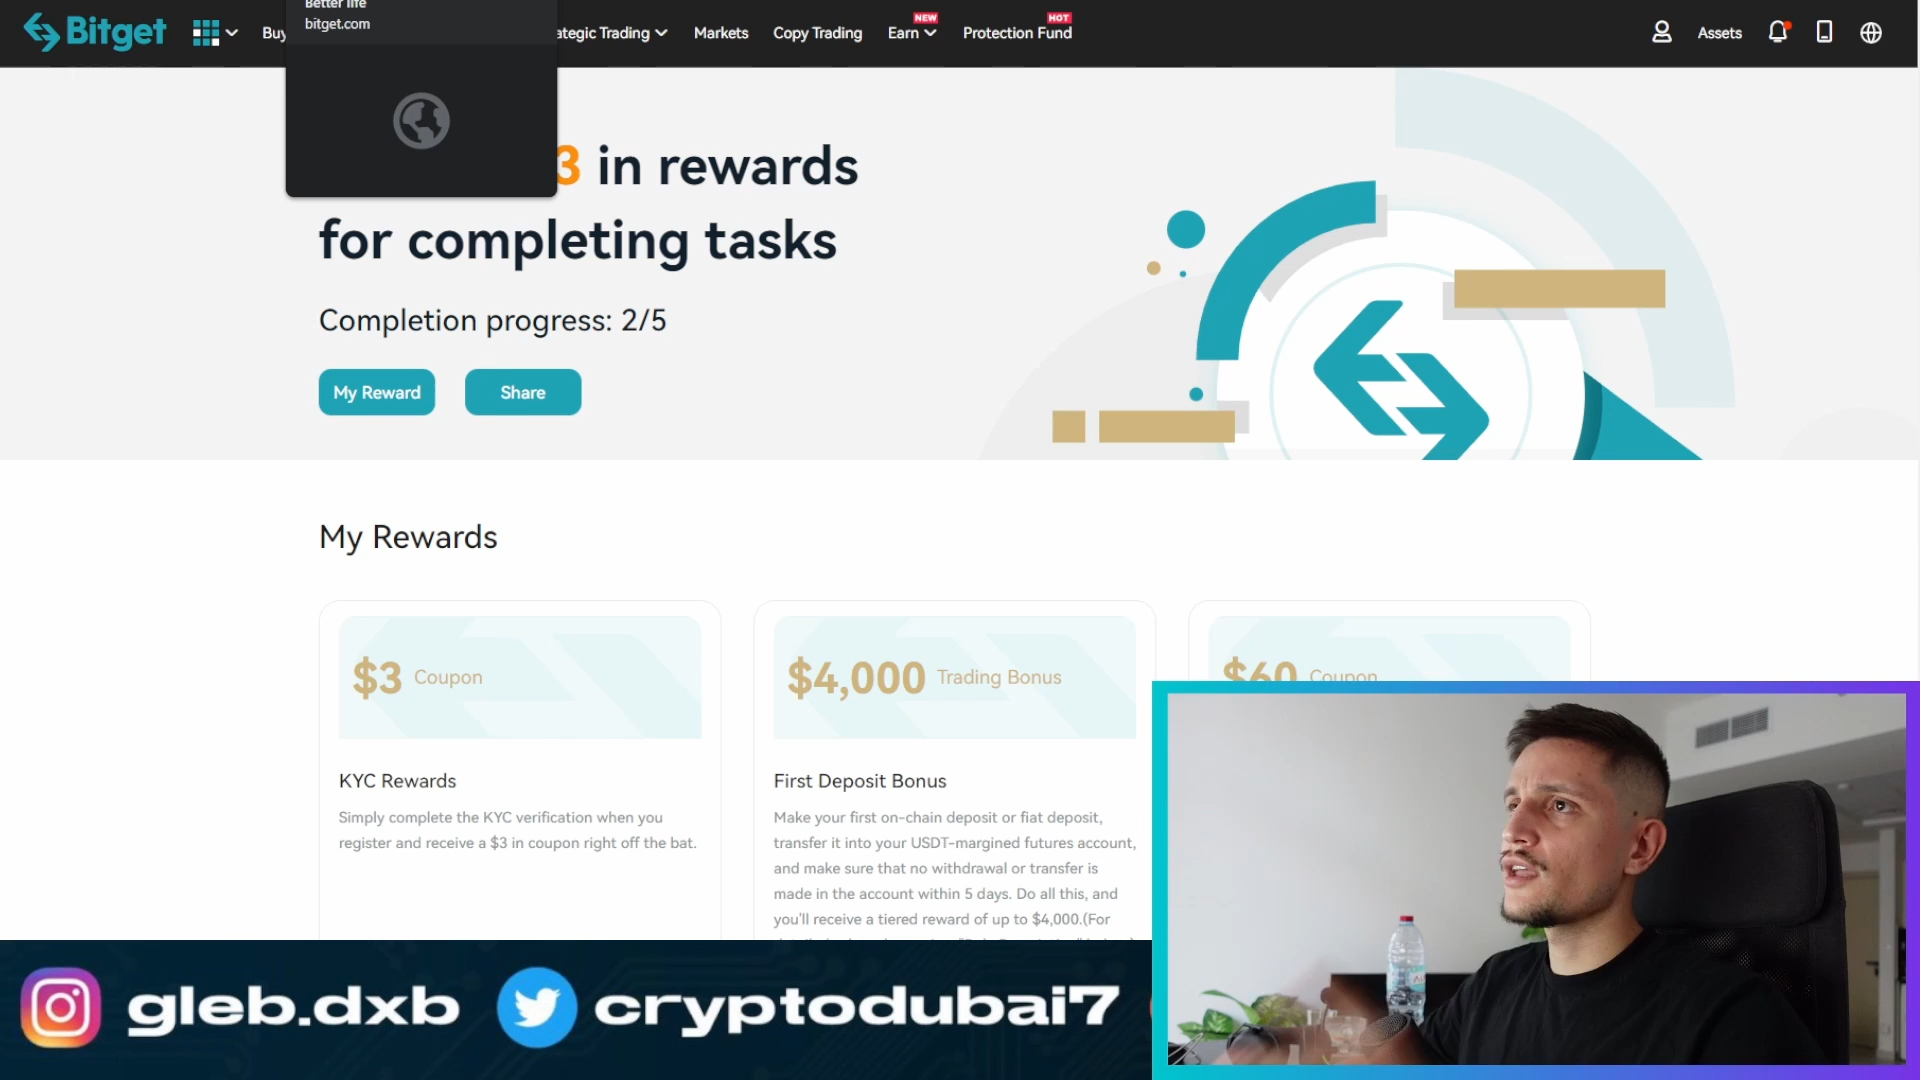 Better life
bitget.com
Bitget
Buy
ategic Trading
Markets
Copy Trading
Earn
NEW
Protection Fund
HOT
Assets
3 in rewards
for completing tasks
Completion progress: 2/5
My Reward
Share
My Rewards
$3 Coupon
KYC Rewards
Simply complete the KYC verification when you
register and receive a $3 in coupon right off the bat.
$4,000 Trading Bonus
First Deposit Bonus
Make your first on-chain deposit or fiat deposit,
transfer it into your USDT-margined futures account,
and make sure that no withdrawal or transfer is
made in the account within 5 days. Do all this, and
you'll receive a tiered reward of up to $4,000.(For
$60 Coupon
gleb.dxb
cryptodubai7